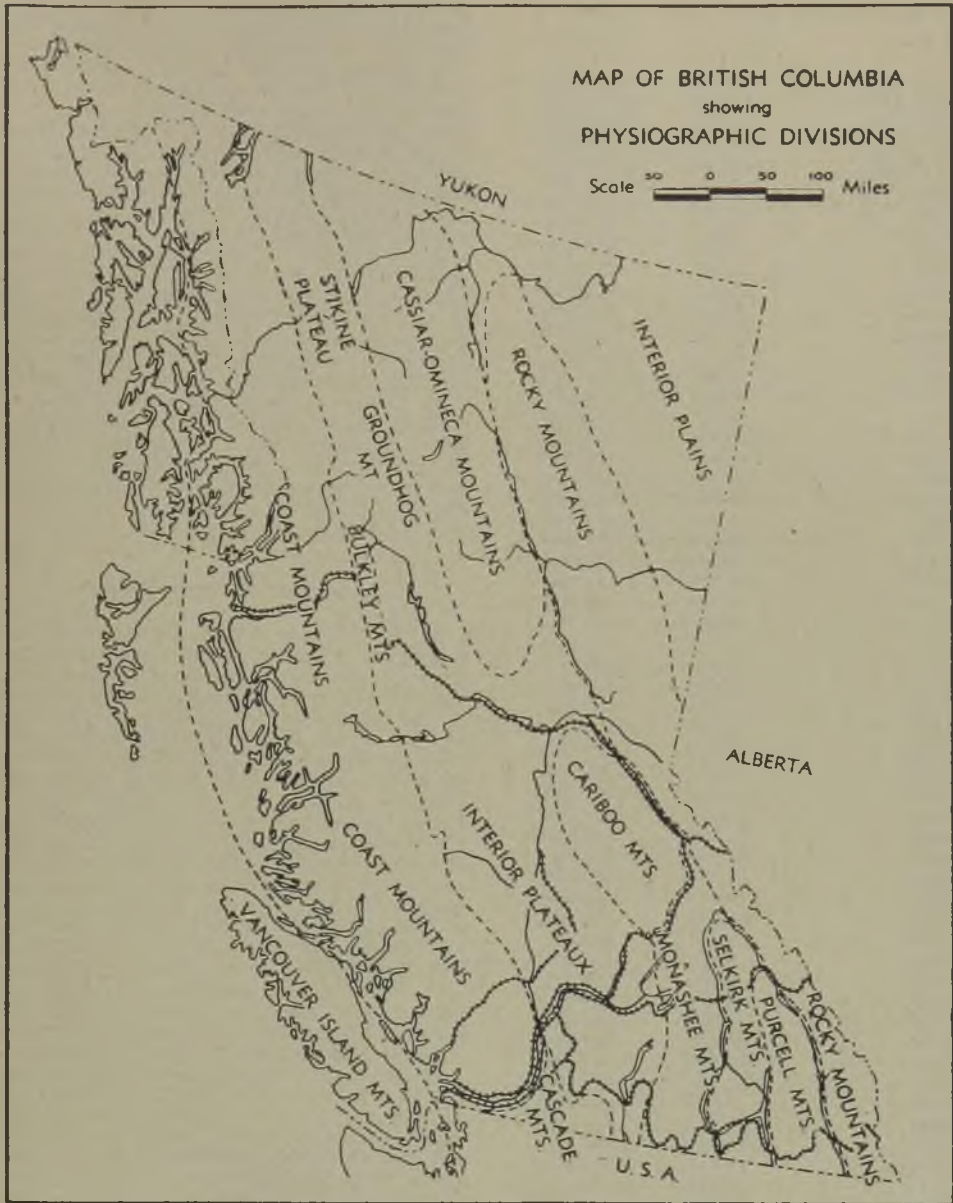 MAP OF BRITISH COLUMBIA
showing
PHYSIOGRAPHIC DIVISIONS
Scale 50 0 50 100 Miles
YUKON
STIKINE
PLATEAU
CASSIAR-OMINECA MOUNTAINS
ROCKY MOUNTAINS
INTERIOR PLAINS
GROUNDHOG
MT
COAST
MOUNTAINS
BULKLEY MTS
ALBERTA
CARIBOO MTS
INTERIOR PLATEAUX
COAST MOUNTAINS
VANCOUVER ISLAND MTS
MONASHEE MTS
SELKIRK MTS
PURCELL MTS
ROCKY MOUNTAINS
CASCADE
MTS.
U.S.A